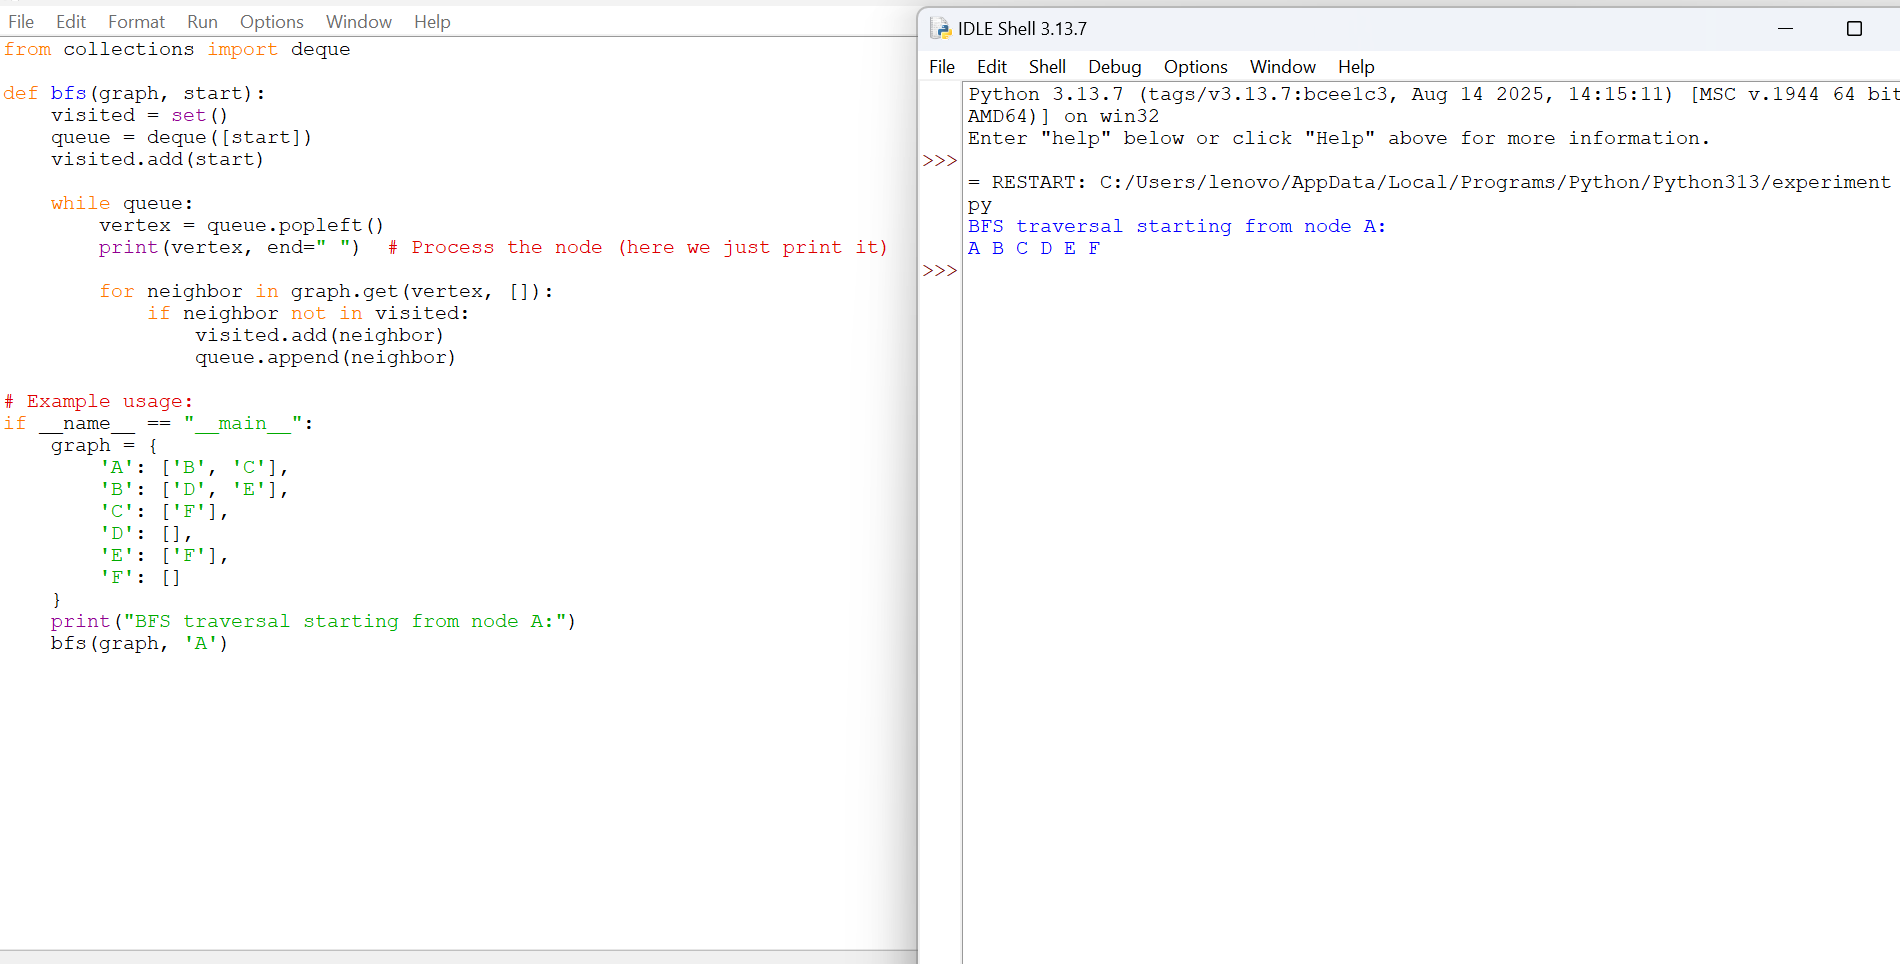 File Edit Format Run Options Window Help
from collections import deque
def bfs(graph, start):
    visited = set()
    queue = deque([start])
    visited.add(start)
    while queue:
        vertex = queue.popleft()
        print(vertex, end=" ")  # Process the node (here we just print it)
        for neighbor in graph.get(vertex, []):
            if neighbor not in visited:
                visited.add(neighbor)
                queue.append(neighbor)
# Example usage:
if __name__ == "__main__":
    graph = {
        'A': ['B', 'C'],
        'B': ['D', 'E'],
        'C': ['F'],
        'D': [],
        'E': ['F'],
        'F': []
    }
    print("BFS traversal starting from node A:")
    bfs(graph, 'A')
IDLE Shell 3.13.7
File Edit Shell Debug Options Window Help
Python 3.13.7 (tags/v3.13.7:bcee1c3, Aug 14 2025, 14:15:11) [MSC v.1944 64 bit
AMD64)] on win32
Enter "help" below or click "Help" above for more information.
>>>
= RESTART: C:/Users/lenovo/AppData/Local/Programs/Python/Python313/experiment
py
BFS traversal starting from node A:
A B C D E F
>>>